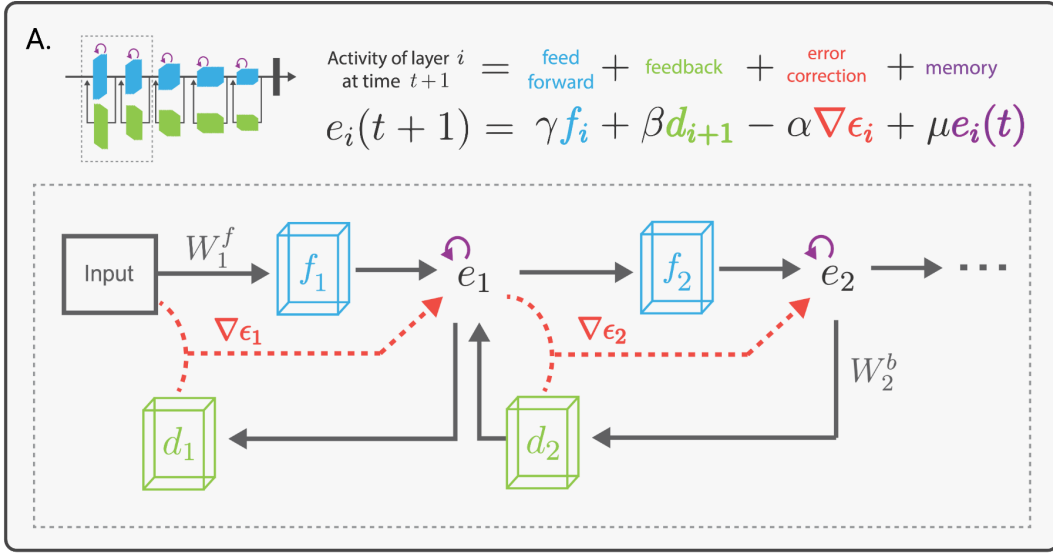 A.
Activity of layer i at time t+1 = feed forward + feedback + error correction + memory
e_i(t + 1) = γf_i + βd_{i+1} − α∇ϵ_i + μe_i(t)
Input
W_1^f
f_1
e_1
f_2
e_2
....
∇ϵ_1
∇ϵ_2
W_2^b
d_1
d_2